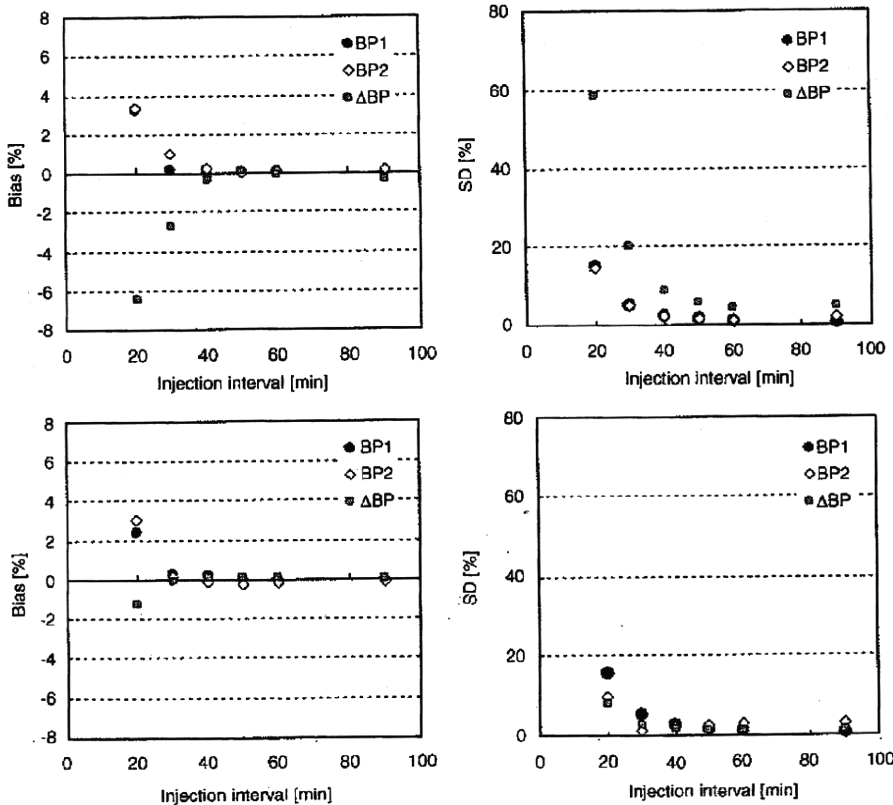 8
6
4
2
0
-2
-4
-6
-8
Bias [%]
BP1
BP2
ΔBP
0 20 40 60 80 100
Injection interval [min]
80
60
40
20
0
SD [%]
BP1
BP2
ΔBP
0 20 40 60 80 100
Injection interval [min]
8
6
4
2
0
-2
-4
-6
-8
Bias [%]
BP1
BP2
ΔBP
0 20 40 60 80 100
Injection interval [min]
80
60
40
20
0
SD [%]
BP1
BP2
ΔBP
0 20 40 60 80 100
Injection interval [min]